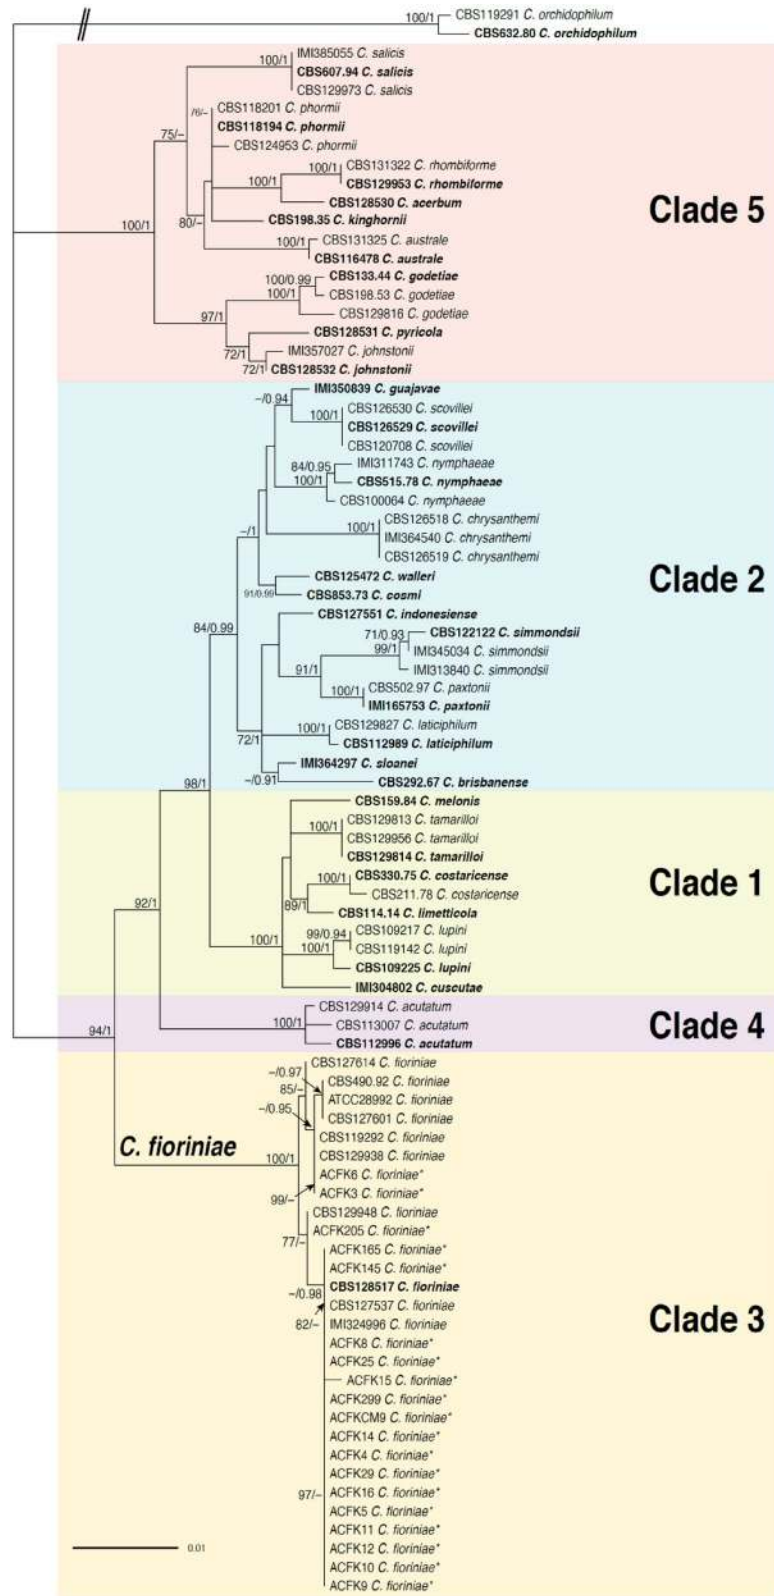 100/1
CBS119291 C. orchidophilum
CBS632.80 C. orchidophilum
IMI385055 C. salicis
100/1
CBS607.94 C. salicis
CBS129973 C. salicis
CBS118201 C. phormii
76/–
CBS118194 C. phormii
75/–
CBS124953 C. phormii
CBS131322 C. rhombiforme
100/1
CBS129953 C. rhombiforme
100/1
CBS128530 C. acerbum
Clade 5
CBS198.35 C. kinghornii
80/–
100/1
CBS131325 C. australe
100/1
CBS116478 C. australe
CBS133.44 C. godetiae
100/0.99
CBS198.53 C. godetiae
100/1
CBS129816 C. godetiae
97/1
CBS128531 C. pyricola
72/1
IMI357027 C. johnstonii
72/1
CBS128532 C. johnstonii
IMI350839 C. guajavae
–/0.94
CBS126530 C. scovillei
100/1
CBS126529 C. scovillei
CBS120708 C. scovillei
84/0.95
IMI311743 C. nymphaeae
100/1
CBS515.78 C. nymphaeae
CBS100064 C. nymphaeae
CBS126518 C. chrysanthemi
–/1
100/1
IMI364540 C. chrysanthemi
CBS126519 C. chrysanthemi
Clade 2
CBS125472 C. walleri
91/0.99
CBS853.73 C. cosmi
CBS127551 C. indonesiense
84/0.99
71/0.93
CBS122122 C. simmondsii
99/1
IMI345034 C. simmondsii
91/1
IMI313840 C. simmondsii
CBS502.97 C. paxtonii
100/1
IMI165753 C. paxtonii
CBS129827 C. laticiphilum
100/1
72/1
CBS112989 C. laticiphilum
IMI364297 C. sloanei
–/0.91
CBS292.67 C. brisbanense
98/1
CBS159.84 C. melonis
CBS129813 C. tamarilloi
100/1
CBS129956 C. tamarilloi
CBS129814 C. tamarilloi
100/1
CBS330.75 C. costaricense
Clade 1
CBS211.78 C. costaricense
92/1
89/1
CBS114.14 C. limetticola
99/0.94
CBS109217 C. lupini
100/1
100/1
CBS119142 C. lupini
CBS109225 C. lupini
IMI304802 C. cuscutae
CBS129914 C. acutatum
100/1
CBS113007 C. acutatum
Clade 4
94/1
CBS112996 C. acutatum
CBS127614 C. fioriniae
–/0.97
CBS490.92 C. fioriniae
85/–
ATCC28992 C. fioriniae
–/0.95
CBS127601 C. fioriniae
C. fioriniae
CBS119292 C. fioriniae
100/1
CBS129938 C. fioriniae
ACFK6 C. fioriniae*
99/–
ACFK3 C. fioriniae*
CBS129948 C. fioriniae
77/–
ACFK205 C. fioriniae*
ACFK165 C. fioriniae*
ACFK145 C. fioriniae*
–/0.98
CBS128517 C. fioriniae
CBS127537 C. fioriniae
82/–
IMI324996 C. fioriniae
Clade 3
ACFK8 C. fioriniae*
ACFK25 C. fioriniae*
ACFK15 C. fioriniae*
ACFK299 C. fioriniae*
ACFKCM9 C. fioriniae*
ACFK14 C. fioriniae*
ACFK4 C. fioriniae*
ACFK29 C. fioriniae*
97/–
ACFK16 C. fioriniae*
ACFK5 C. fioriniae*
ACFK11 C. fioriniae*
ACFK12 C. fioriniae*
0.01
ACFK10 C. fioriniae*
ACFK9 C. fioriniae*